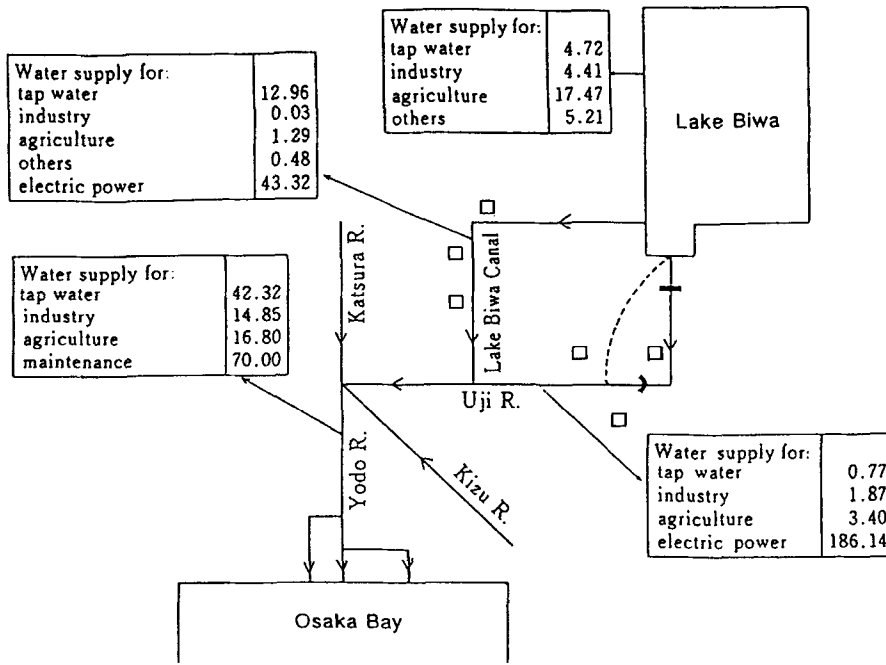 Water supply for:
tap water 4.72
industry 4.41
agriculture 17.47
others 5.21
Lake Biwa
Water supply for:
tap water 12.96
industry 0.03
agriculture 1.29
others 0.48
electric power 43.32
Katsura R.
Lake Biwa Canal
Water supply for:
tap water 42.32
industry 14.85
agriculture 16.80
maintenance 70.00
Uji R.
Yodo R.
Kizu R.
Water supply for:
tap water 0.77
industry 1.87
agriculture 3.40
electric power 186.14
Osaka Bay